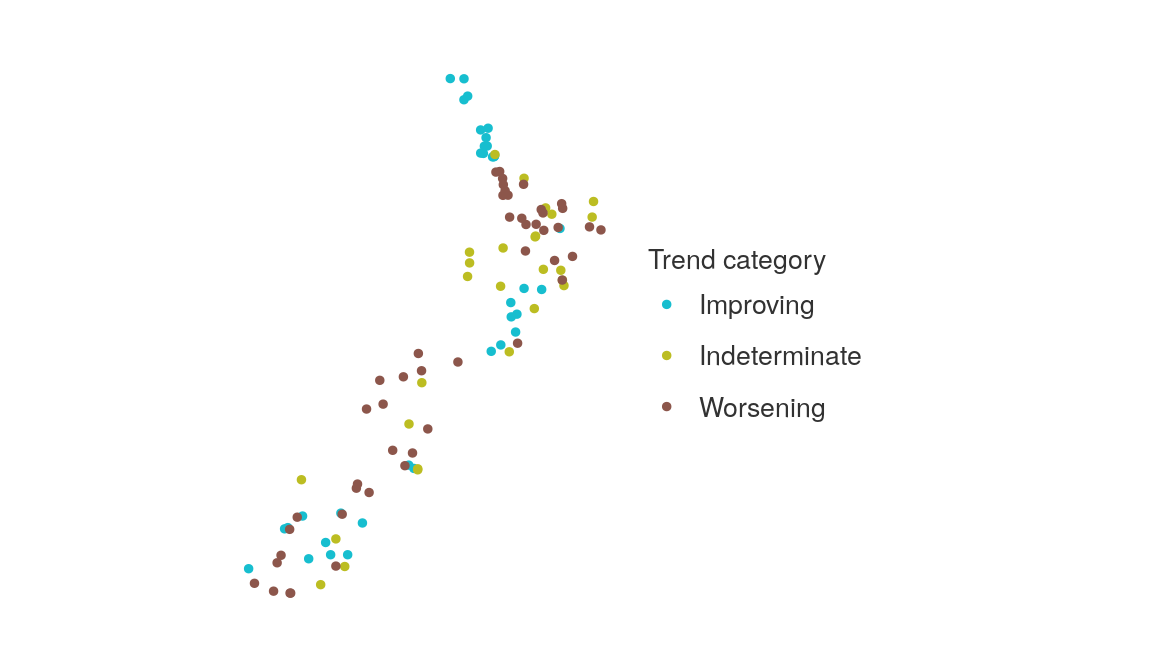 Trend category
Improving
Indeterminate
Worsening